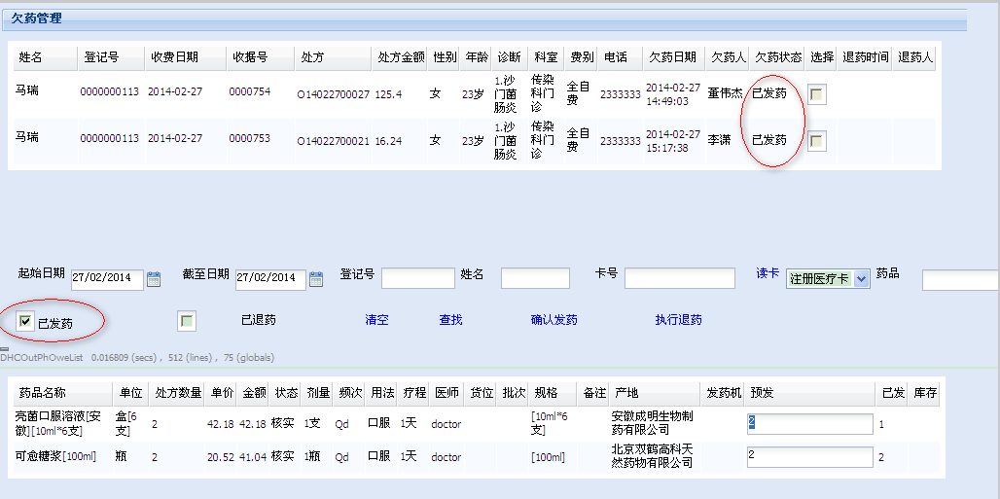 欠药管理
姓名 登记号 收费日期 收据号 处方 处方金额 性别 年龄 诊断 科室 费别 电话 欠药日期 欠药人 欠药状态 选择 退药时间 退药人
马瑞 0000000113 2014-02-27 0000754 O14022700027 125.4 女 23岁 1.沙门菌肠炎 传染科门诊 全自费 2333333 2014-02-27 14:49:03 董伟杰 已发药
马瑞 0000000113 2014-02-27 0000753 O14022700021 16.24 女 23岁 1.沙门菌肠炎 传染科门诊 全自费 2333333 2014-02-27 15:17:38 李潇 已发药
起始日期 27/02/2014 截至日期 27/02/2014 登记号 姓名 卡号 读卡 注册医疗卡 药品
已发药 已退药 清空 查找 确认发药 执行退药
DHCOutPhOweList 0.016809 (secs) , 512 (lines) , 75 (globals)
药品名称 单位 处方数量 单价 金额 状态 剂量 频次 用法 疗程 医师 货位 批次 规格 备注 产地 发药机 预发 已发 库存
亮菌口服溶液[安徽][10ml*6支] 盒[6支] 2 42.18 42.18 核实 1支 Qd 口服 1天 doctor [10ml*6支] 安徽成明生物制药有限公司 2 1
可愈糖浆[100ml] 瓶 2 20.52 41.04 核实 1瓶 Qd 口服 1天 doctor [100ml] 北京双鹤高科天然药物有限公司 2 2